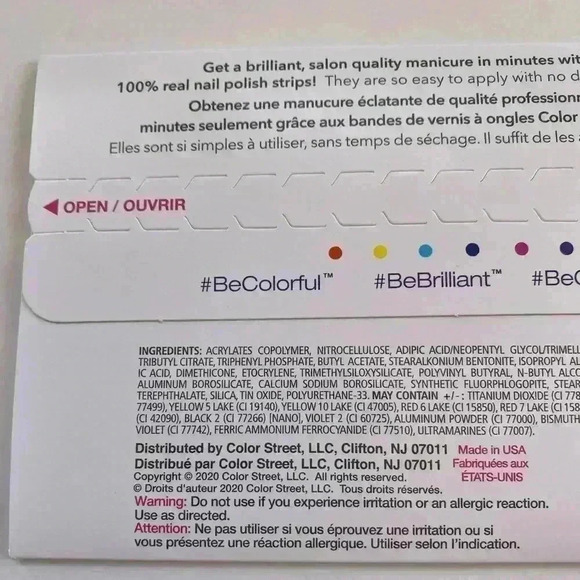 Get a brilliant, salon quality manicure in minutes wit
100% real nail polish strips! They are so easy to apply with no d
Obtenez une manucure éclatante de qualité profession
minutes seulement grâce aux bandes de vernis à ongles Color
Elles sont si simples à utiliser, sans temps de séchage. Il suffit de les
◀ OPEN / OUVRIR
#BeColorful™ #BeBrilliant™ #Be
INGREDIENTS: ACRYLATES COPOLYMER, NITROCELLULOSE, ADIPIC ACID/NEOPENTYL GLYCOL/TRIMELL
TRIBUTYL CITRATE, TRIPHENYL PHOSPHATE, BUTYL ACETATE, STEARALKONIUM BENTONITE, ISOPROPYL AL
IC ACID, DIMETHICONE, ETOCRYLENE, TRIMETHYLSILOXYSILICATE, POLYVINYL BUTYRAL, N-BUTYL ALCO
ALUMINUM BOROSILICATE, CALCIUM SODIUM BOROSILICATE, SYNTHETIC FLUORPHLOGOPITE, STEAR
TEREPHTHALATE, SILICA, TIN OXIDE, POLYURETHANE-33. MAY CONTAIN +/-: TITANIUM DIOXIDE (CI 778
77499), YELLOW 5 LAKE (CI 19140), YELLOW 10 LAKE (CI 47005), RED 6 LAKE (CI 15850), RED 7 LAKE (CI 158
(CI 42090), BLACK 2 (CI 77266) [NANO], VIOLET 2 (CI 60725), ALUMINUM POWDER (CI 77000), BISMUTH
VIOLET (CI 77742), FERRIC AMMONIUM FERROCYANIDE (CI 77510), ULTRAMARINES (CI 77007).
Distributed by Color Street, LLC, Clifton, NJ 07011 Made in USA
Distribué par Color Street, LLC, Clifton, NJ 07011 Fabriquées aux
Copyright © 2020 Color Street, LLC. All rights reserved. ÉTATS-UNIS
© Droits d'auteur 2020 Color Street, LLC. Tous droits réservés.
Warning: Do not use if you experience irritation or an allergic reaction.
Use as directed.
Attention: Ne pas utiliser si vous éprouvez une irritation ou si
vous présentez une réaction allergique. Utiliser selon l'indication.